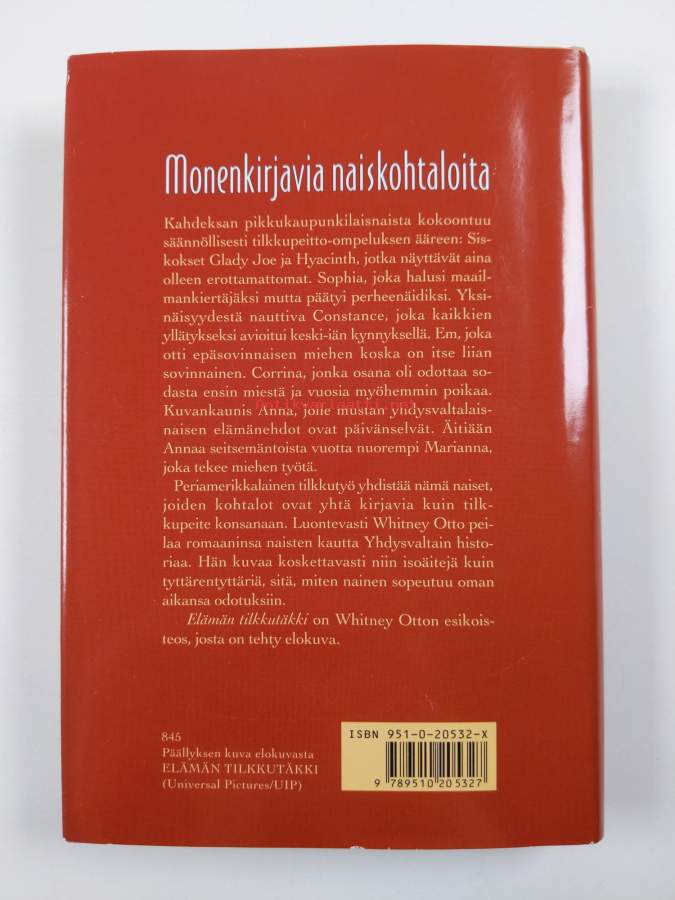 Monenkirjavia naiskohtaloita
Kahdeksan pikkukaupunkilaisnaista kokoontuu
säännöllisesti tilkkupeitto-ompeluksen ääreen: Sis-
kokset Glady Joe ja Hyacinth, jotka näyttävät aina
olleen erottamattomat. Sophia, joka halusi maail-
mankiertäjäksi mutta päätyi perheenäidiksi. Yksi-
näisyydestä nauttiva Constance, joka kaikkien
yllätykseksi avioitui keski-iän kynnyksellä. Em, joka
otti epäsovinnaisen miehen koska on itse liian
sovinnainen. Corrina, jonka osana oli odottaa so-
dasta ensin miestä ja vuosia myöhemmin poikaa.
Kuvankaunis Anna, jolle mustan yhdysvaltalais-
naisen elämänehdot ovat päivänselvät. Äitiään
Annaa seitsemäntoista vuotta nuorempi Marianna,
joka tekee miehen työtä.
Periamerikkalainen tilkkutyö yhdistää nämä naiset,
joiden kohtalot ovat yhtä kirjavia kuin tilk-
kupeite konsanaan. Luontevasti Whitney Otto pei-
laa romaaninsa naisten kautta Yhdysvaltain histo-
riaa. Hän kuvaa koskettavasti niin isoäitejä kuin
tyttärentyttäriä, sitä, miten nainen sopeutuu oman
aikansa odotuksiin.
Elämän tilkkutäkki on Whitney Otton esikois-
teos, josta on tehty elokuva.
845
Päällyksen kuva elokuvasta
ELÄMÄN TILKKUTÄKKI
(Universal Pictures/UIP)
ISBN 951-0-20532-X
9 789510 205327